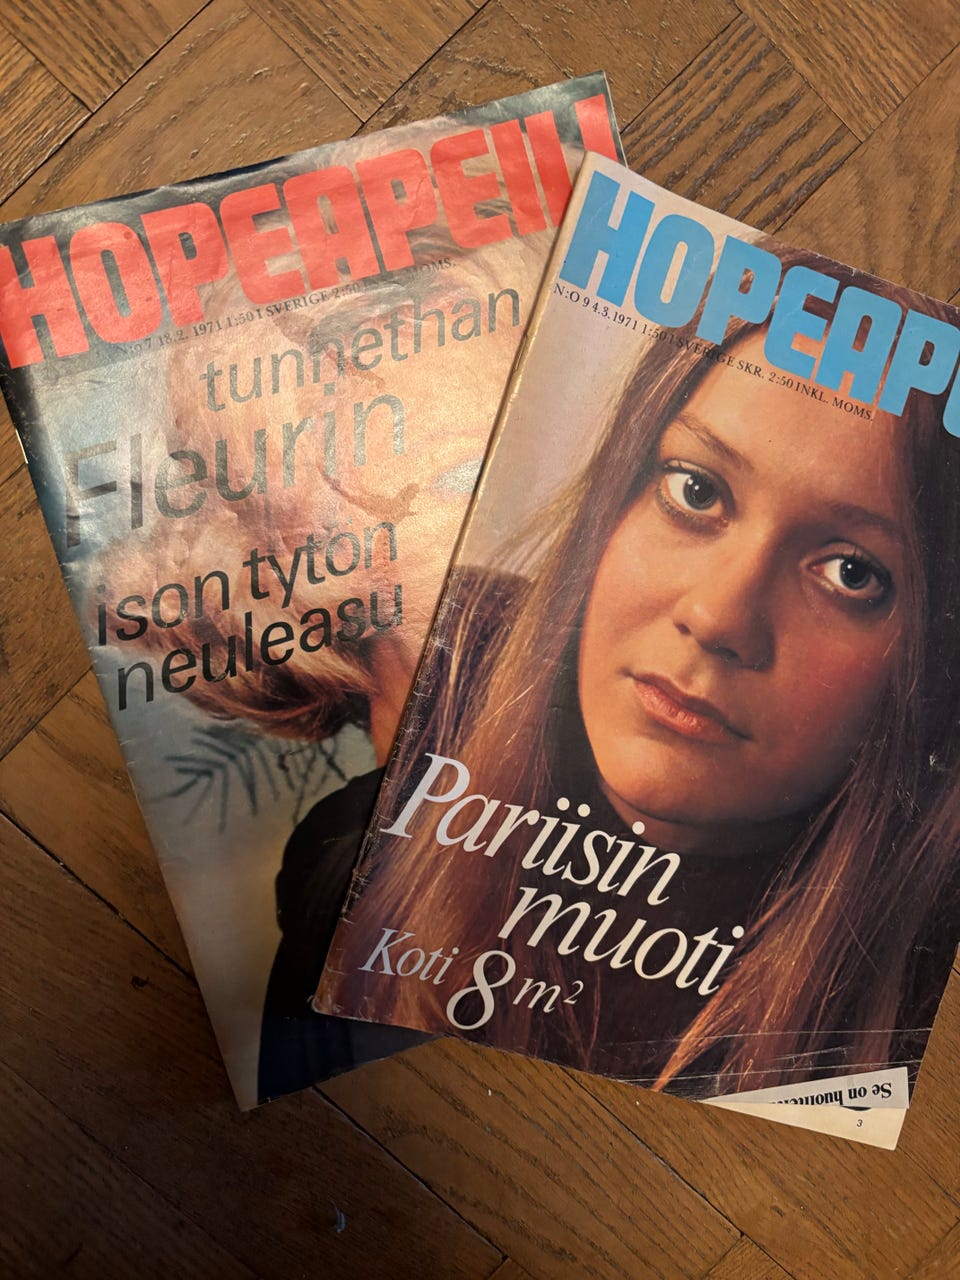 HOPEAPEILI
N:O 7 18.2. 1971 1:50 I SVERIGE 2:50 INKL. MOMS.
tunnethan
Fleurin
ison tytön
neuleasu
HOPEAPE
N:O 9 4.3.1971 1:50 I SVERIGE SKR. 2:50 INKL. MOMS.
Pariisin
muoti
Koti 8 m²
Se on
3